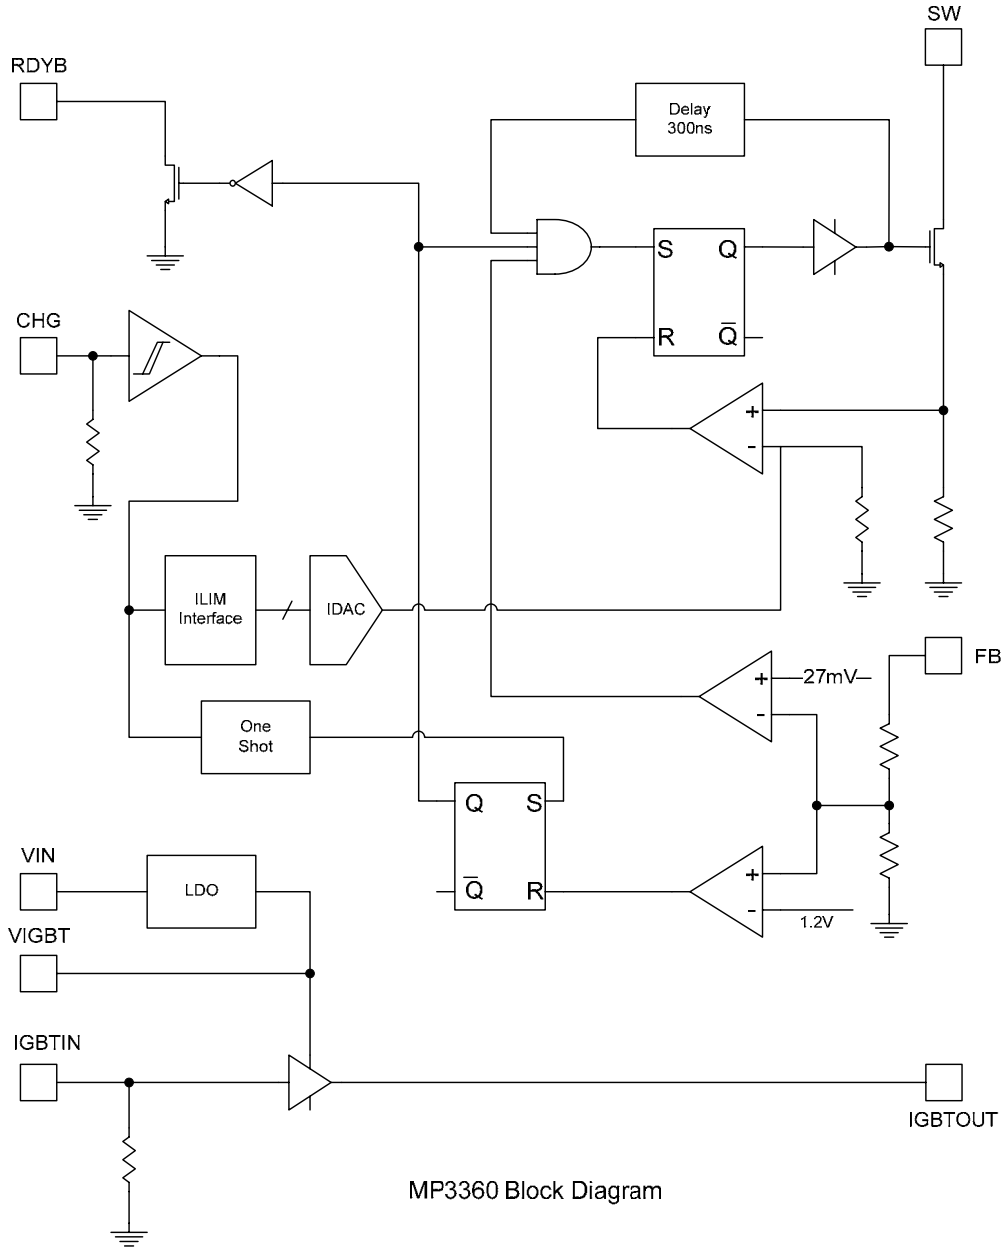 SW
RDYB
Delay
300ns
S Q
R Q̅
CHG
+
-
ILIM
Interface
IDAC
FB
+ 27mV
-
One
Shot
Q S
Q̅ R
+
- 1.2V
VIN
LDO
VIGBT
IGBTIN
IGBTOUT
MP3360 Block Diagram